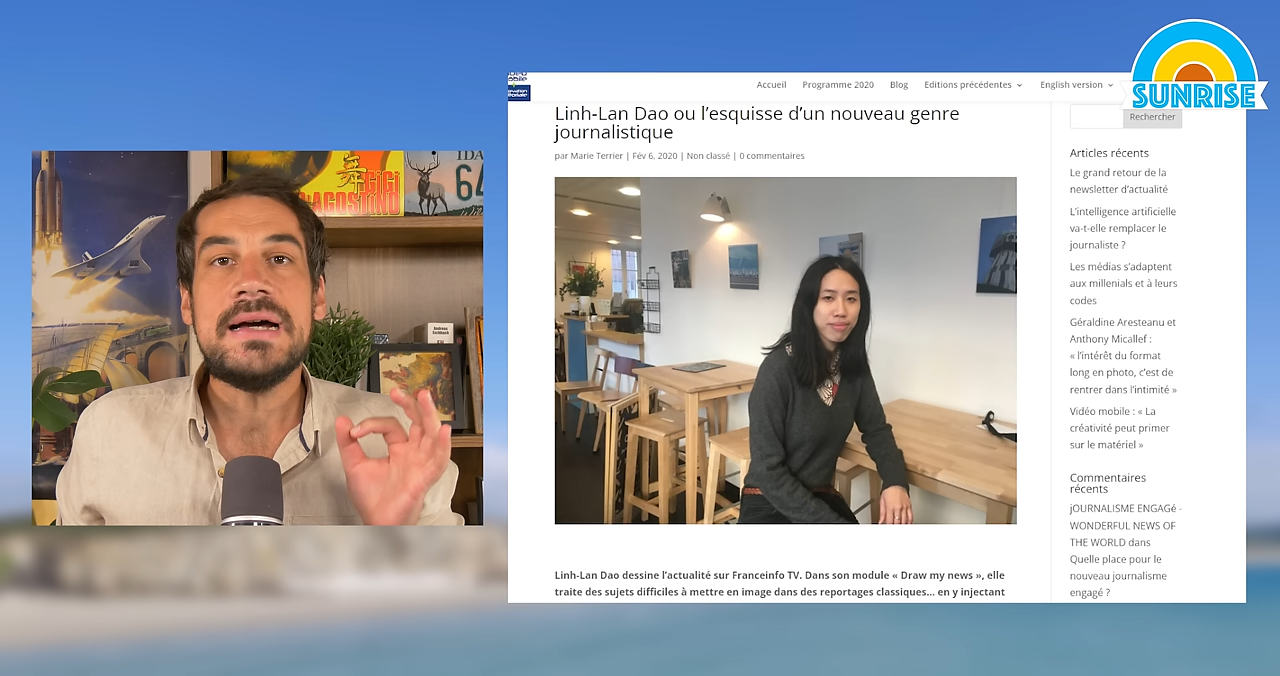 SUNRISE
Accueil
Programme 2020
Blog
Editions précédentes
English version
Linh-Lan Dao ou l’esquisse d’un nouveau genre
journalistique
par Marie Terrier | Fév 6, 2020 | Non classé | 0 commentaires
Rechercher
Articles récents
Le grand retour de la
newsletter d’actualité
L’intelligence artificielle
va-t-elle remplacer le
journaliste ?
Les médias s’adaptent
aux millenials et à leurs
codes
Géraldine Aresteanu et
Anthony Micallef :
« l’intérêt du format
long en photo, c’est de
rentrer dans l’intimité »
Vidéo mobile : « La
créativité peut primer
sur le matériel »
Commentaires
récents
jOURNALISME ENGAGé -
WONDERFUL NEWS OF
THE WORLD dans
Quelle place pour le
nouveau journalisme
engagé ?
Linh-Lan Dao dessine l’actualité sur Franceinfo TV. Dans son module « Draw my news », elle
traite des sujets difficiles à mettre en image dans des reportages classiques… en y injectant
GiGi
IDA
64